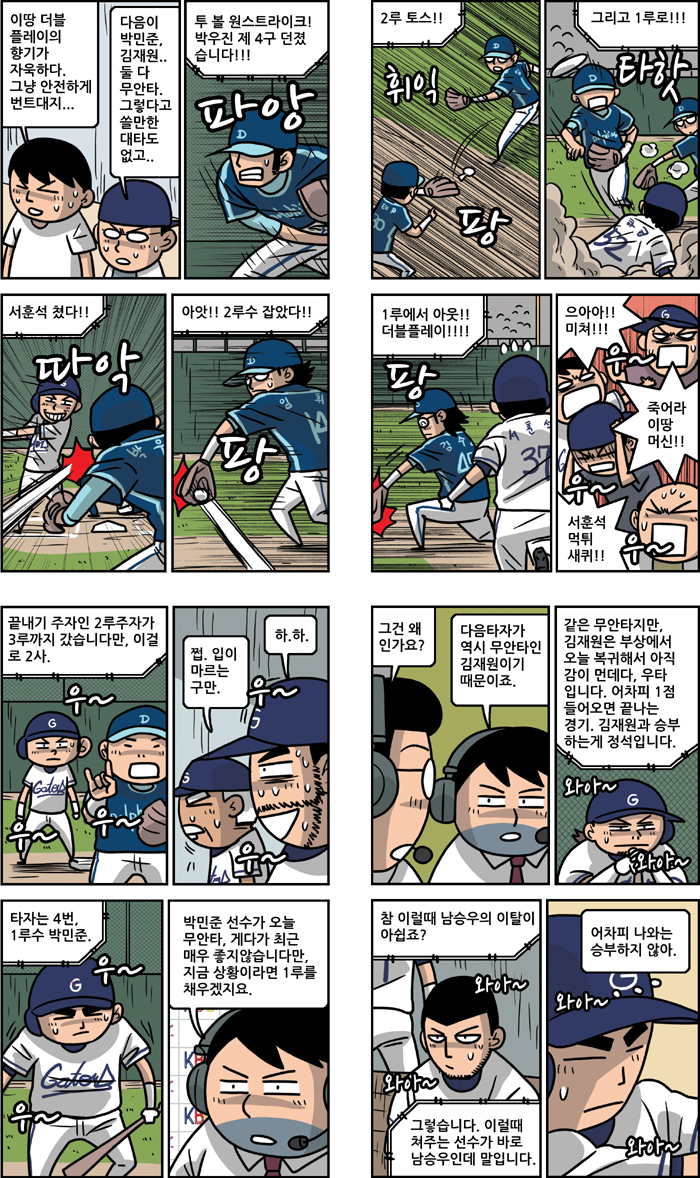 이땅 더블
플레이의
향기가
자욱하다.
그냥 안전하게
번트대지...
다음이
박민준,
김재원..
둘 다
무안타.
그렇다고
쓸만한
대타도
없고..
투 볼 원스트라이크!
박우진 제 4구 던졌
습니다!!!
파앙
D
서훈석 쳤다!!
따악
G
아앗!! 2루수 잡았다!!
D
팡
끝내기 주자인 2루주자가
3루까지 갔습니다만, 이걸
로 2사.
우~
G
D
Gators
우~
우~
쩝. 입이
마르는
구만.
하.하.
우~
G
우~
타자는 4번,
1루수 박민준.
우~
G
Gators
우~
박민준 선수가 오늘
무안타, 게다가 최근
매우 좋지않습니다만,
지금 상황이라면 1루를
채우겠지요.
2루 토스!!
휘익
팡
그리고 1루로!!!
타핫
D
32
1루에서 아웃!!
더블플레이!!!!
팡
D
서훈석
37
으아아!!
미쳐!!!
우~
죽어라
이땅
머신!!
우~
서훈석
먹튀
새퀴!!
우~
그건 왜
인가요?
다음타자가
역시 무안타인
김재원이기
때문이죠.
같은 무안타지만,
김재원은 부상에서
오늘 복귀해서 아직
감이 먼데다, 우타
입니다. 어차피 1점
들어오면 끝나는
경기. 김재원과 승부
하는게 정석입니다.
와아~
G
와아~
참 이럴때 남승우의 이탈이
아쉽죠?
와아~
와아~
그렇습니다. 이럴때
쳐주는 선수가 바로
남승우인데 말입니다.
어차피 나와는
승부하지 않아.
G
와아~
와아~